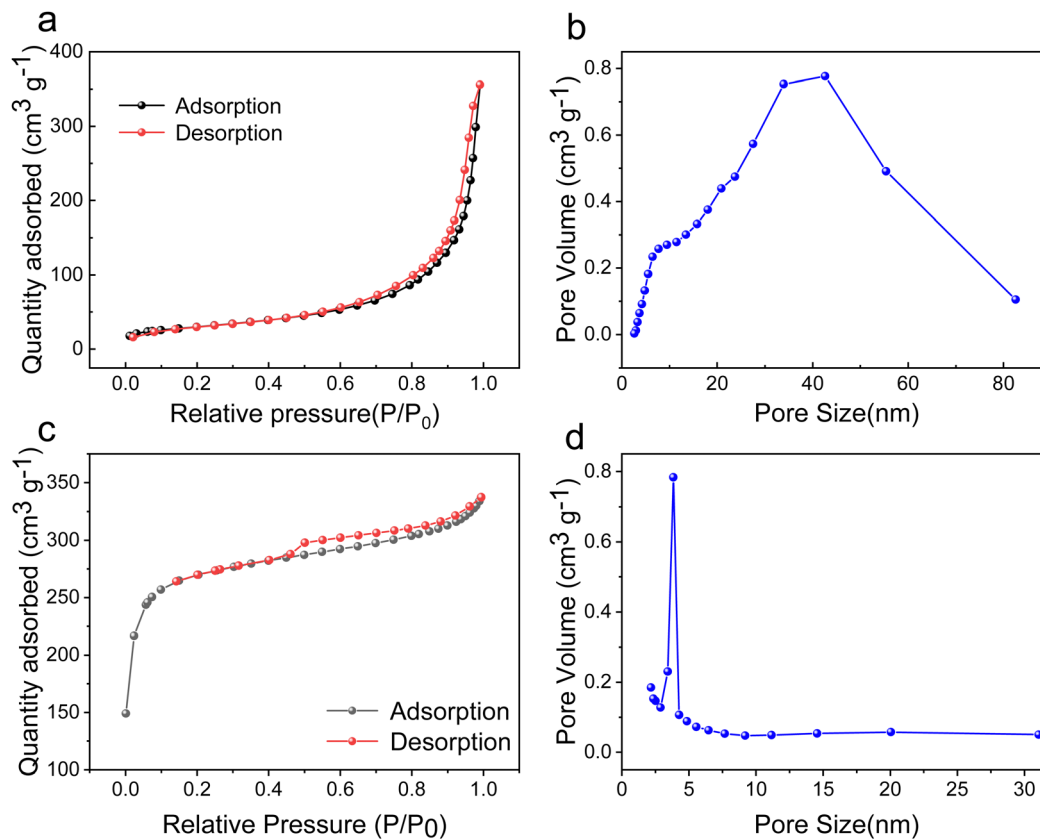 a
Quantity adsorbed (cm³ g⁻¹)
400
300
200
100
0
Adsorption
Desorption
0.0 0.2 0.4 0.6 0.8 1.0
Relative pressure(P/P₀)
b
Pore Volume (cm³ g⁻¹)
0.8
0.6
0.4
0.2
0.0
0 20 40 60 80
Pore Size(nm)
c
Quantity adsorbed (cm³ g⁻¹)
350
300
250
200
150
100
Adsorption
Desorption
0.0 0.2 0.4 0.6 0.8 1.0
Relative Pressure (P/P₀)
d
Pore Volume (cm³ g⁻¹)
0.8
0.6
0.4
0.2
0.0
0 5 10 15 20 25 30
Pore Size(nm)